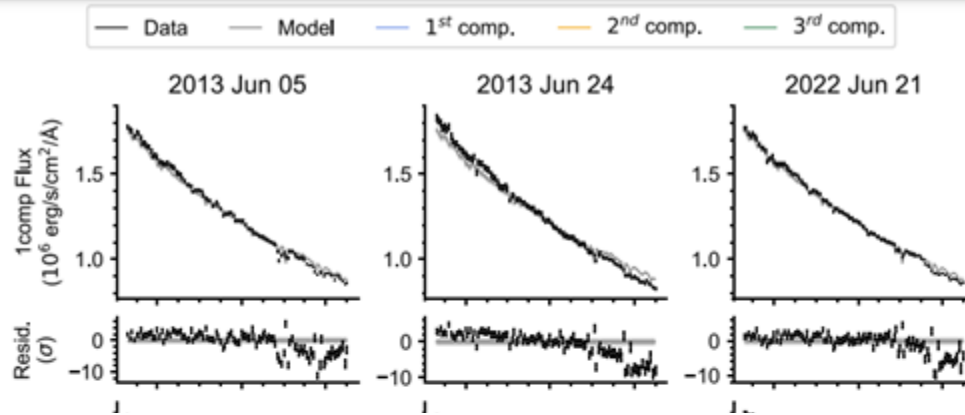 Data Model 1st comp. 2nd comp. 3rd comp.
2013 Jun 05 2013 Jun 24 2022 Jun 21
1comp Flux
(10^6 erg/s/cm^2/Å)
1.5 1.5 1.5
1.0 1.0 1.0
Resid.
(σ)
0 0 0
−10 −10 −10